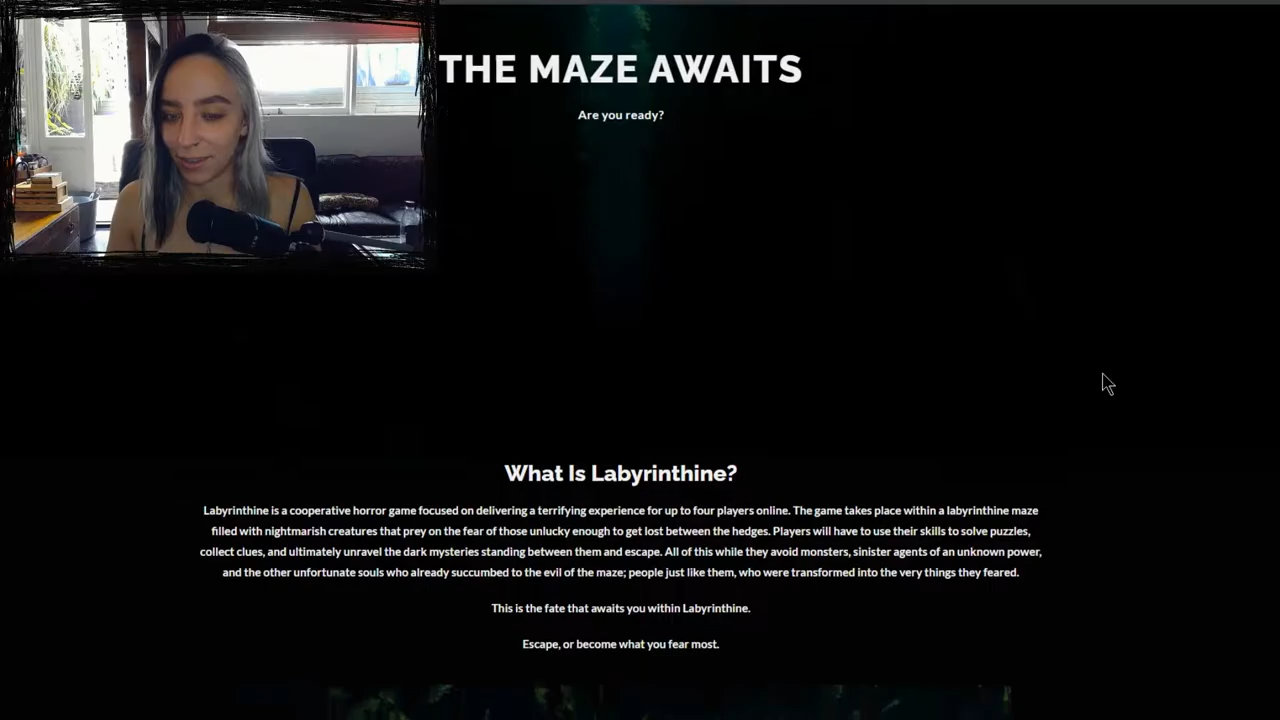 THE MAZE AWAITS
Are you ready?
What Is Labyrinthine?
Labyrinthine is a cooperative horror game focused on delivering a terrifying experience for up to four players online. The game takes place within a labyrinthine maze
filled with nightmarish creatures that prey on the fear of those unlucky enough to get lost between the hedges. Players will have to use their skills to solve puzzles,
collect clues, and ultimately unravel the dark mysteries standing between them and escape. All of this while they avoid monsters, sinister agents of an unknown power,
and the other unfortunate souls who already succumbed to the evil of the maze; people just like them, who were transformed into the very things they feared.
This is the fate that awaits you within Labyrinthine.
Escape, or become what you fear most.